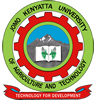 JOMO KENYATTA UNIVERSITY
OF AGRICULTURE AND TECHNOLOGY
TECHNOLOGY FOR DEVELOPMENT